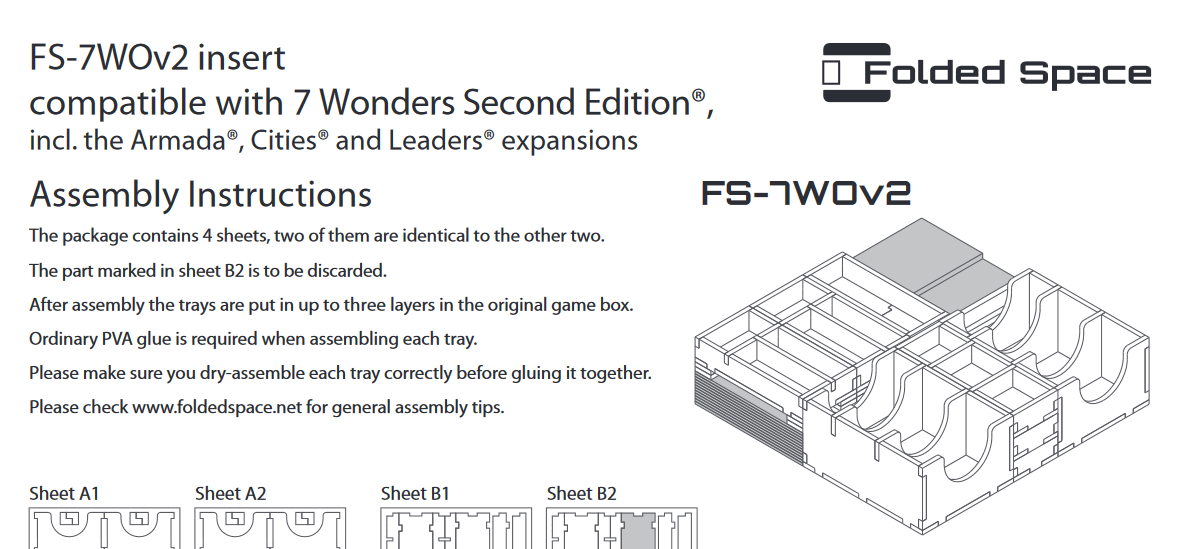 FS-7WOv2 insert
compatible with 7 Wonders Second Edition®,
incl. the Armada®, Cities® and Leaders® expansions
Folded Space
Assembly Instructions
The package contains 4 sheets, two of them are identical to the other two.
The part marked in sheet B2 is to be discarded.
After assembly the trays are put in up to three layers in the original game box.
Ordinary PVA glue is required when assembling each tray.
Please make sure you dry-assemble each tray correctly before gluing it together.
Please check www.foldedspace.net for general assembly tips.
FS-7WOv2
Sheet A1
Sheet A2
Sheet B1
Sheet B2